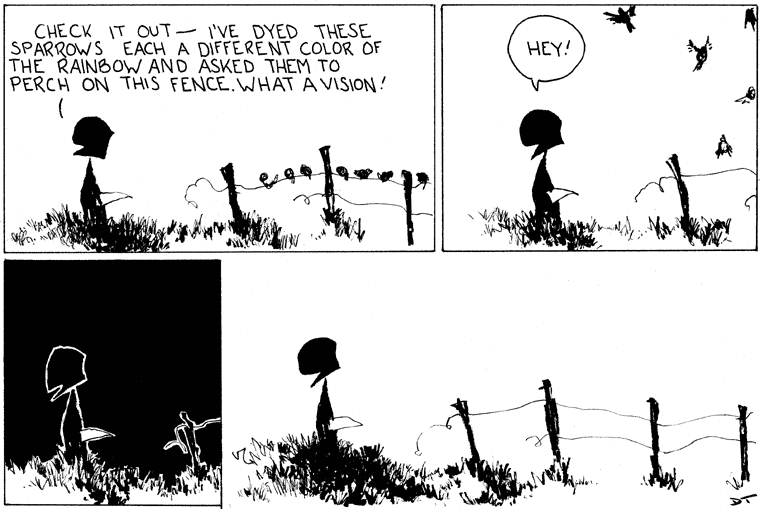 CHECK IT OUT— I'VE DYED THESE
SPARROWS EACH A DIFFERENT COLOR OF
THE RAINBOW AND ASKED THEM TO
PERCH ON THIS FENCE. WHAT A VISION!
HEY!
DT